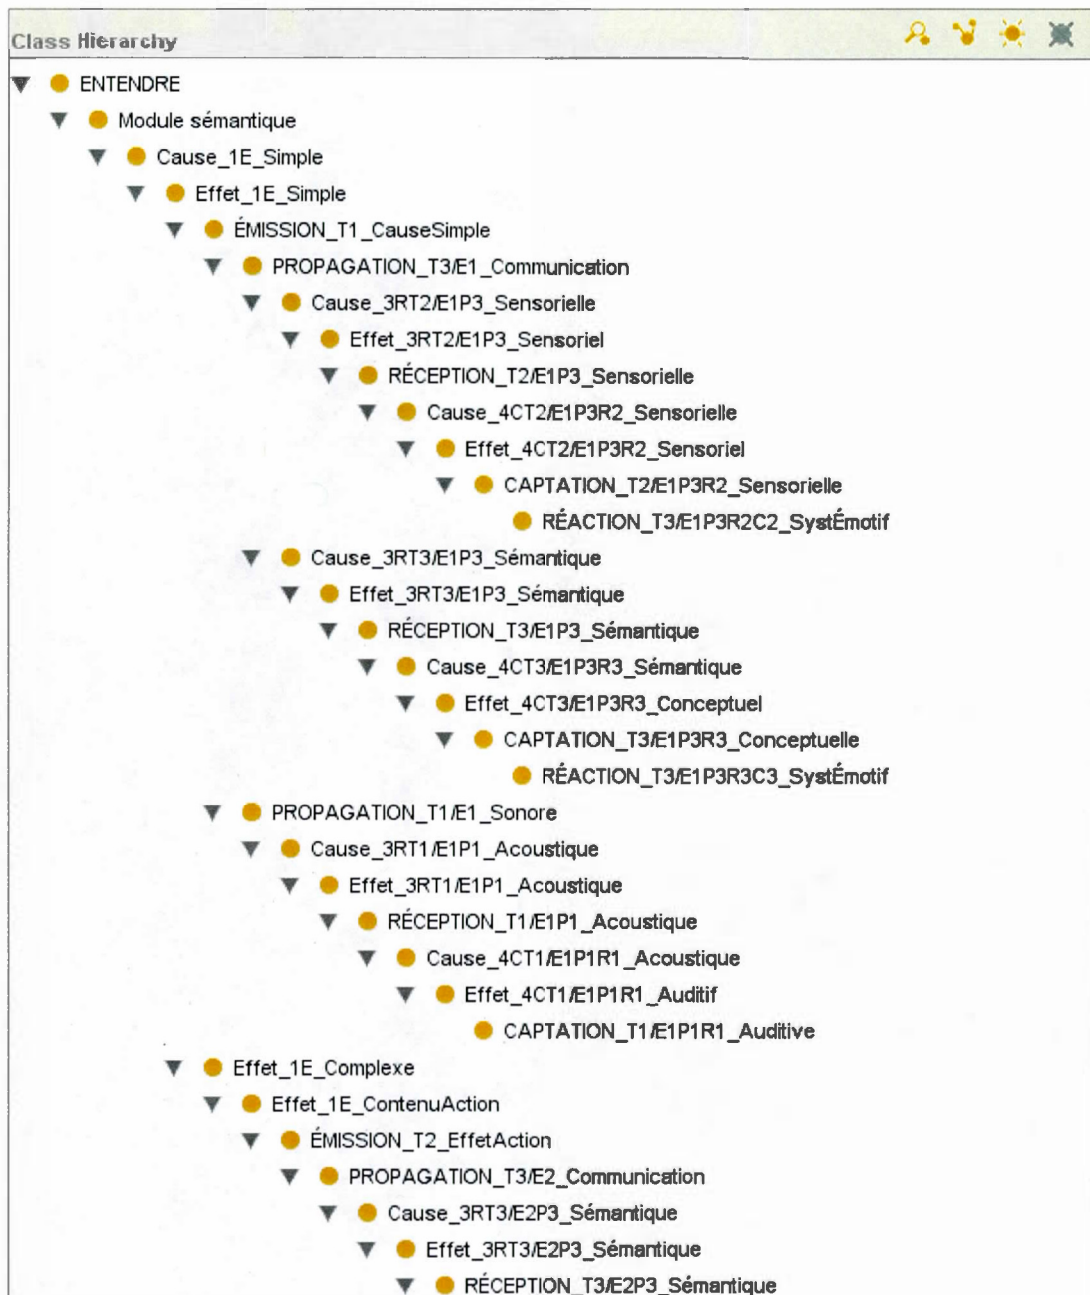 Class Hierarchy
ENTENDRE
Module sémantique
Cause_1E_Simple
Effet_1E_Simple
ÉMISSION_T1_CauseSimple
PROPAGATION_T3/E1_Communication
Cause_3RT2/E1P3_Sensorielle
Effet_3RT2/E1P3_Sensoriel
RÉCEPTION_T2/E1P3_Sensorielle
Cause_4CT2/E1P3R2_Sensorielle
Effet_4CT2/E1P3R2_Sensoriel
CAPTATION_T2/E1P3R2_Sensorielle
RÉACTION_T3/E1P3R2C2_SystÉmotif
Cause_3RT3/E1P3_Sémantique
Effet_3RT3/E1P3_Sémantique
RÉCEPTION_T3/E1P3_Sémantique
Cause_4CT3/E1P3R3_Sémantique
Effet_4CT3/E1P3R3_Conceptuel
CAPTATION_T3/E1P3R3_Conceptuelle
RÉACTION_T3/E1P3R3C3_SystÉmotif
PROPAGATION_T1/E1_Sonore
Cause_3RT1/E1P1_Acoustique
Effet_3RT1/E1P1_Acoustique
RÉCEPTION_T1/E1P1_Acoustique
Cause_4CT1/E1P1R1_Acoustique
Effet_4CT1/E1P1R1_Auditif
CAPTATION_T1/E1P1R1_Auditive
Effet_1E_Complexe
Effet_1E_ContenuAction
ÉMISSION_T2_EffetAction
PROPAGATION_T3/E2_Communication
Cause_3RT3/E2P3_Sémantique
Effet_3RT3/E2P3_Sémantique
RÉCEPTION_T3/E2P3_Sémantique